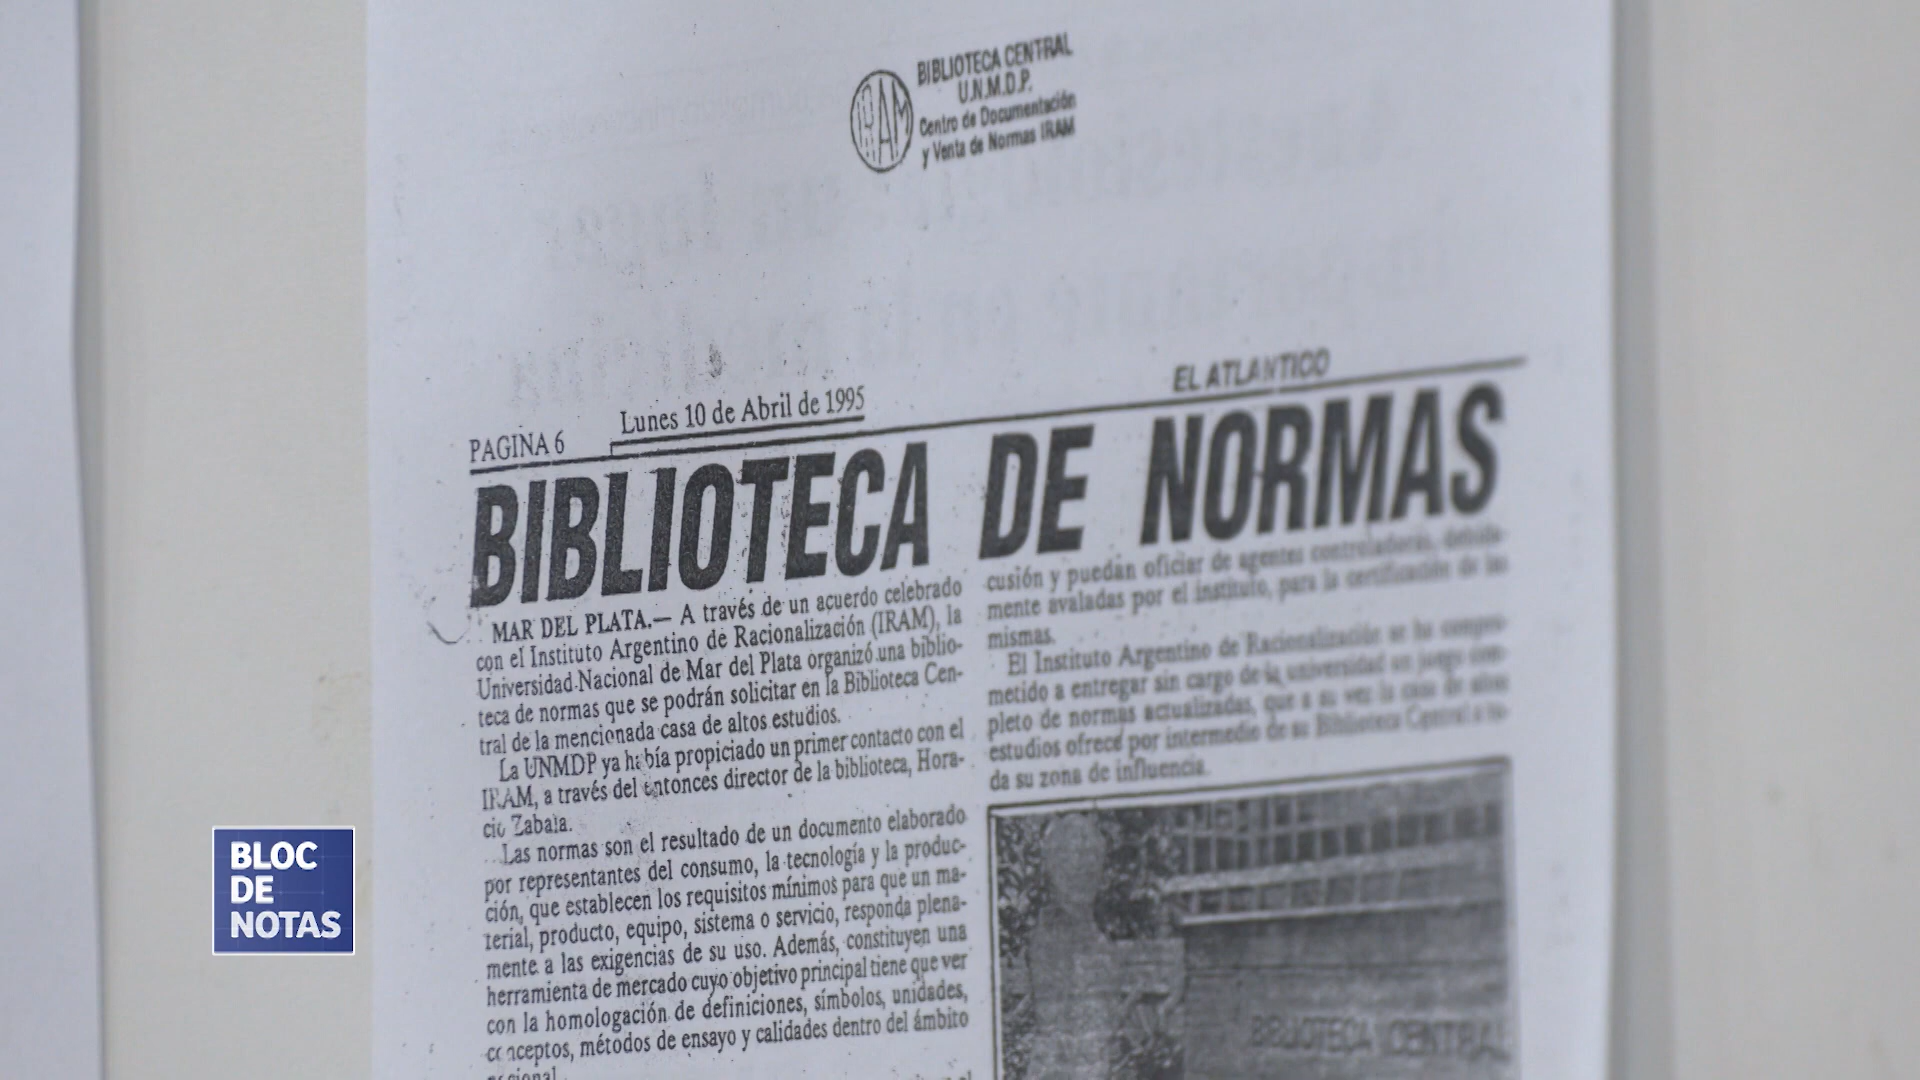 BIBLIOTECA CENTRAL
U.N.M.D.P.
Centro de Documentación
y Venta de Normas IRAM
IRAM
EL ATLANTICO
Lunes 10 de Abril de 1995
PAGINA 6
BIBLIOTECA DE NORMAS
MAR DEL PLATA.— A través de un acuerdo celebrado
con el Instituto Argentino de Racionalización (IRAM), la
Universidad Nacional de Mar del Plata organizó una biblio-
teca de normas que se podrán solicitar en la Biblioteca Cen-
tral de la mencionada casa de altos estudios.
La UNMDP ya había propiciado un primer contacto con el
IRAM, a través del entonces director de la biblioteca, Hora-
cio Zabala.
Las normas son el resultado de un documento elaborado
por representantes del consumo, la tecnología y la produc-
ción, que establecen los requisitos mínimos para que un ma-
terial, producto, equipo, sistema o servicio, responda plena-
mente a las exigencias de su uso. Además, constituyen una
herramienta de mercado cuyo objetivo principal tiene que ver
con la homologación de definiciones, símbolos, unidades,
conceptos, métodos de ensayo y calidades dentro del ámbito
cusión y puedan oficiar de agentes controladores, debida-
mente avaladas por el instituto, para la certificación de las
mismas.
El Instituto Argentino de Racionalización se ha compro-
metido a entregar sin cargo de la universidad un juego com-
pleto de normas actualizadas, que a su vez la casa de altos
estudios ofrece por intermedio de su Biblioteca Central a to-
da su zona de influencia.
BIBLIOTECA CENTRAL
BLOC
DE
NOTAS